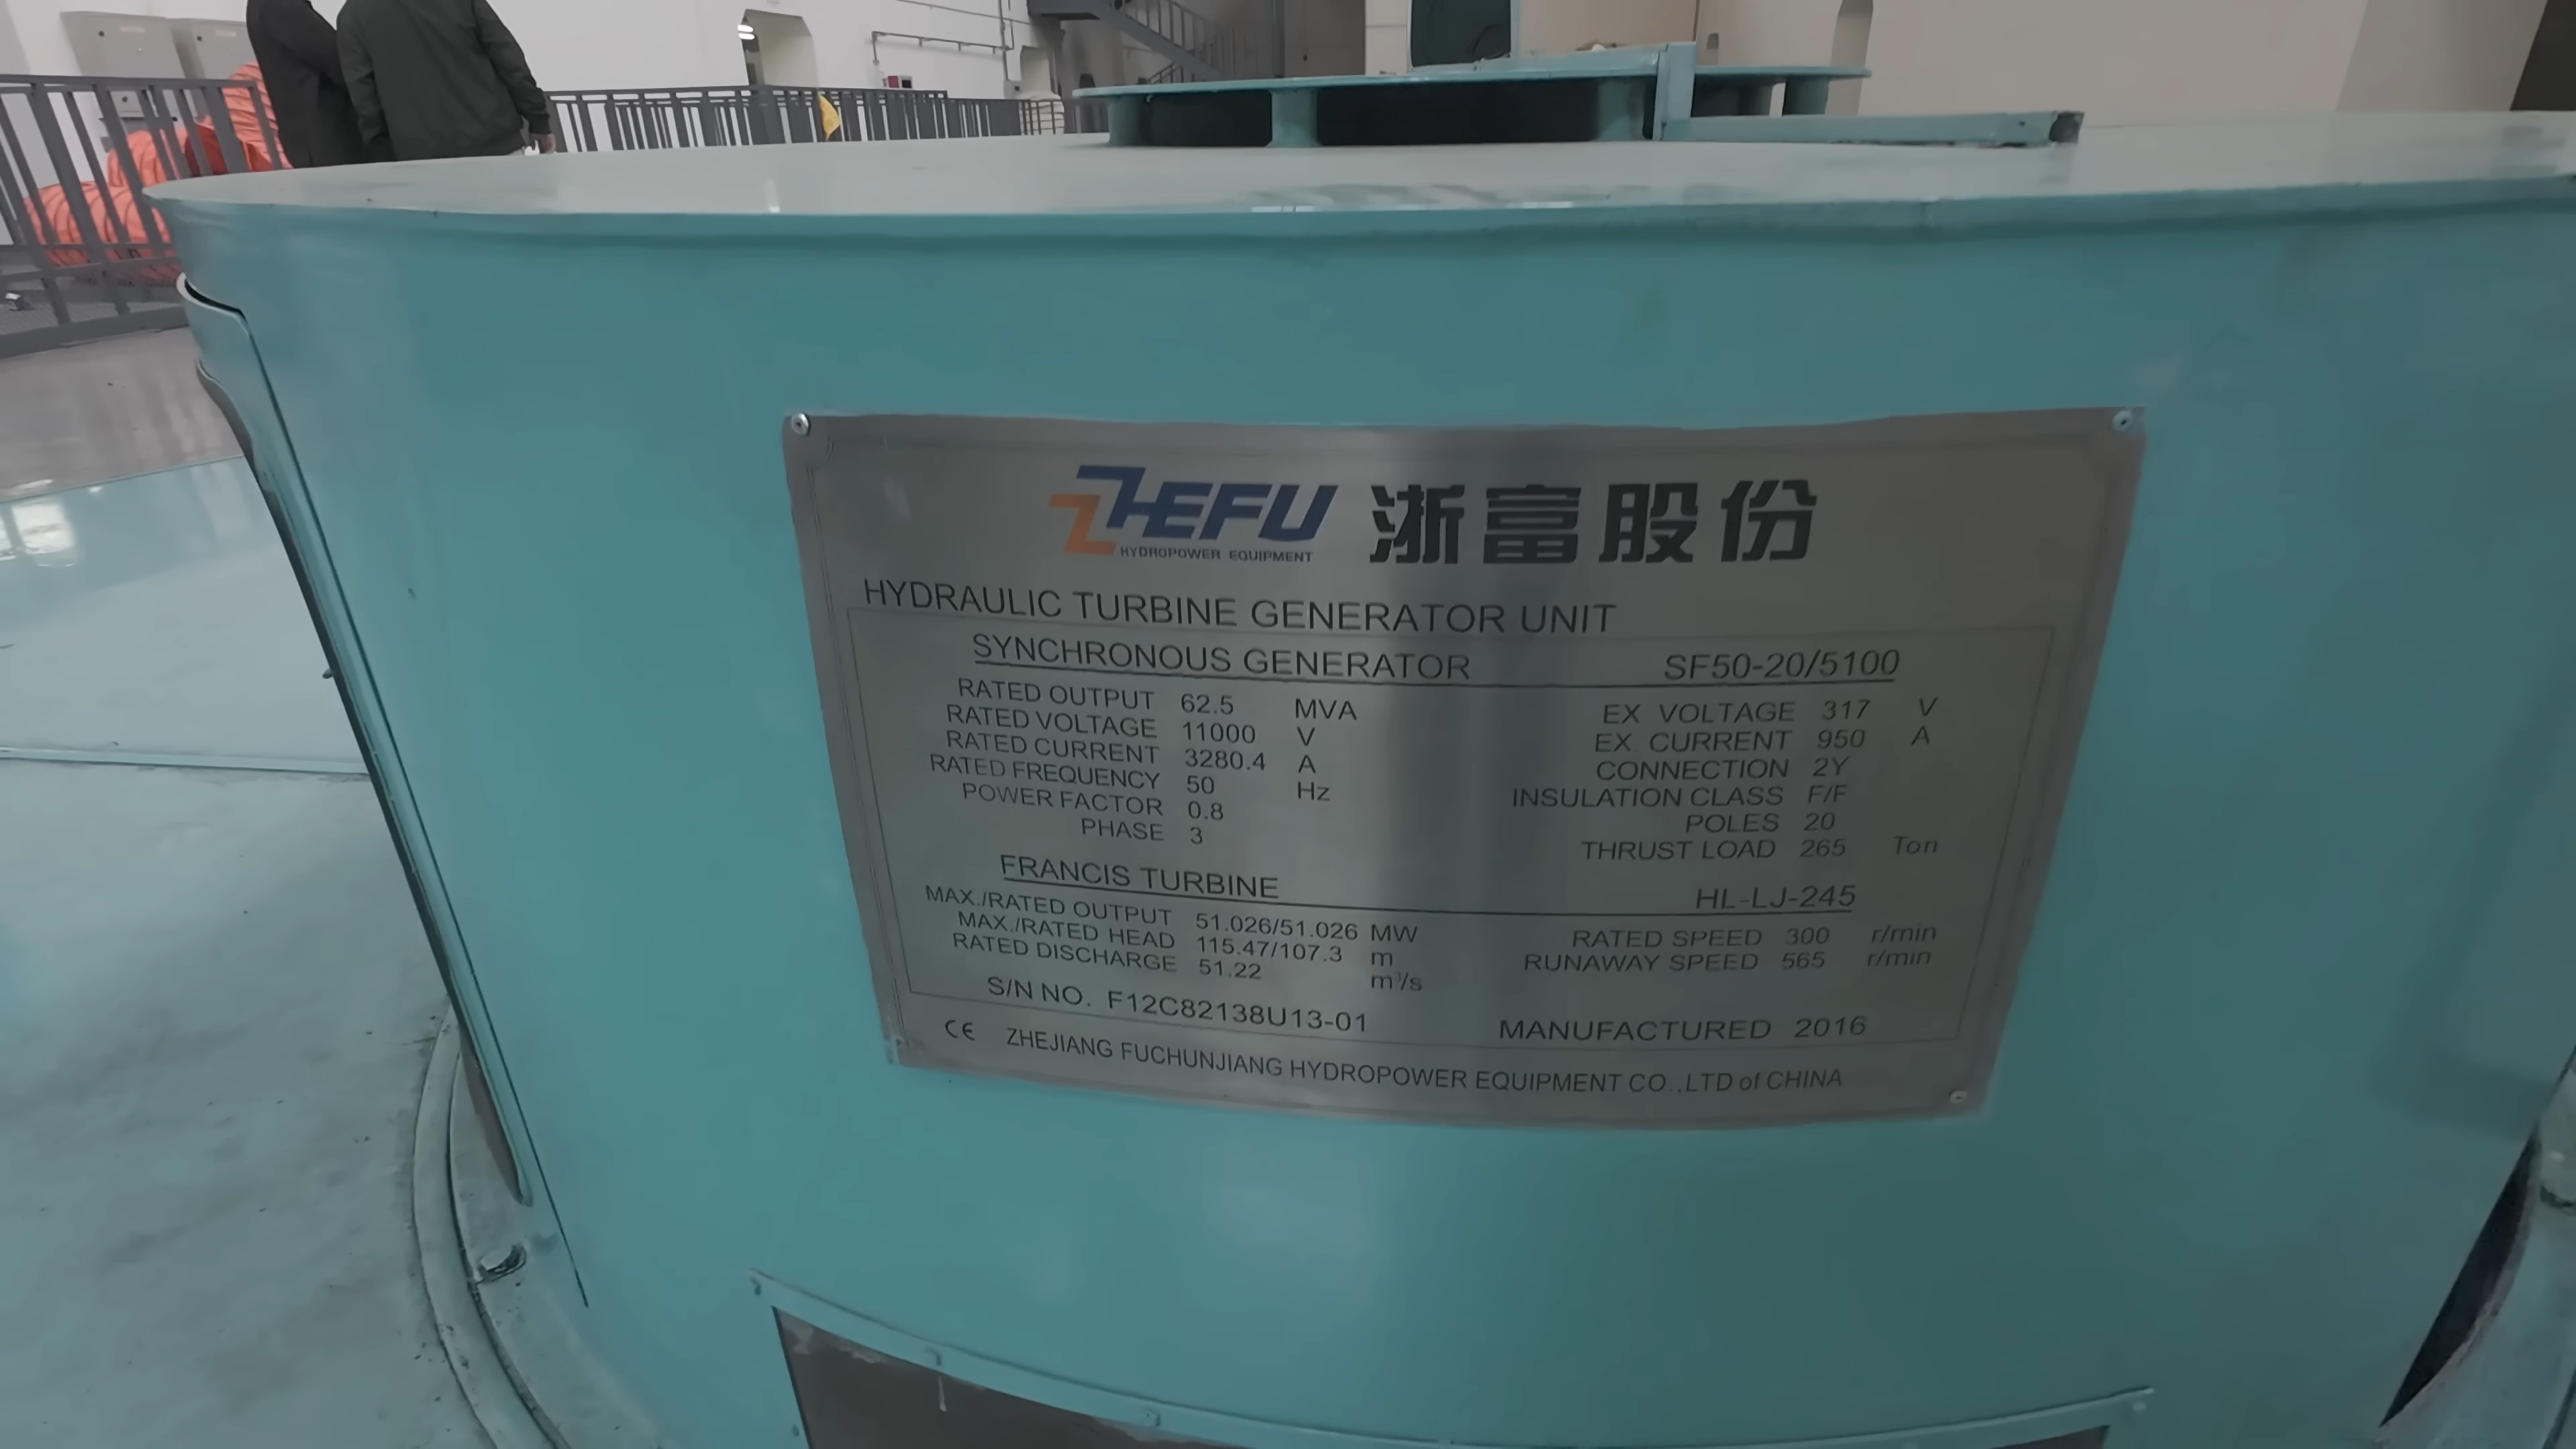 ZHEFU 浙富股份
HYDROPOWER EQUIPMENT
HYDRAULIC TURBINE GENERATOR UNIT
SYNCHRONOUS GENERATOR SF50-20/5100
RATED OUTPUT 62.5 MVA
RATED VOLTAGE 11000 V
RATED CURRENT 3280.4 A
RATED FREQUENCY 50 Hz
POWER FACTOR 0.8
PHASE 3
EX VOLTAGE 317 V
EX. CURRENT 950 A
CONNECTION 2Y
INSULATION CLASS F/F
POLES 20
THRUST LOAD 265 Ton
FRANCIS TURBINE HL-LJ-245
MAX./RATED OUTPUT 51.026/51.026 MW
MAX./RATED HEAD 115.47/107.3 m
RATED DISCHARGE 51.22 m³/s
RATED SPEED 300 r/min
RUNAWAY SPEED 565 r/min
S/N NO. F12C82138U13-01 MANUFACTURED 2016
CE ZHEJIANG FUCHUNJIANG HYDROPOWER EQUIPMENT CO.,LTD of CHINA